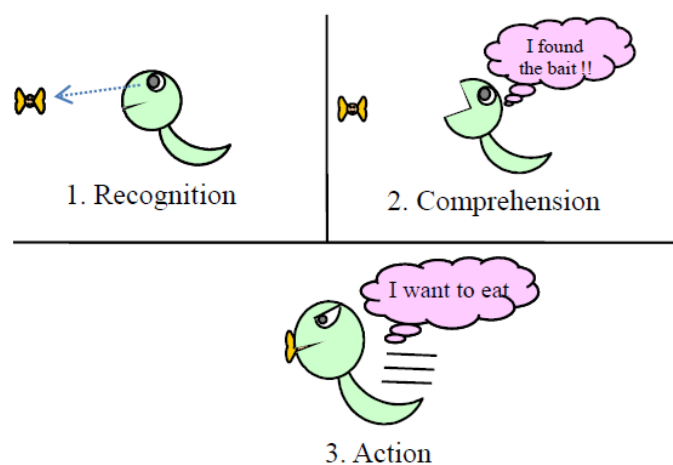 I found
the bait !!
1. Recognition
2. Comprehension
I want to eat
3. Action